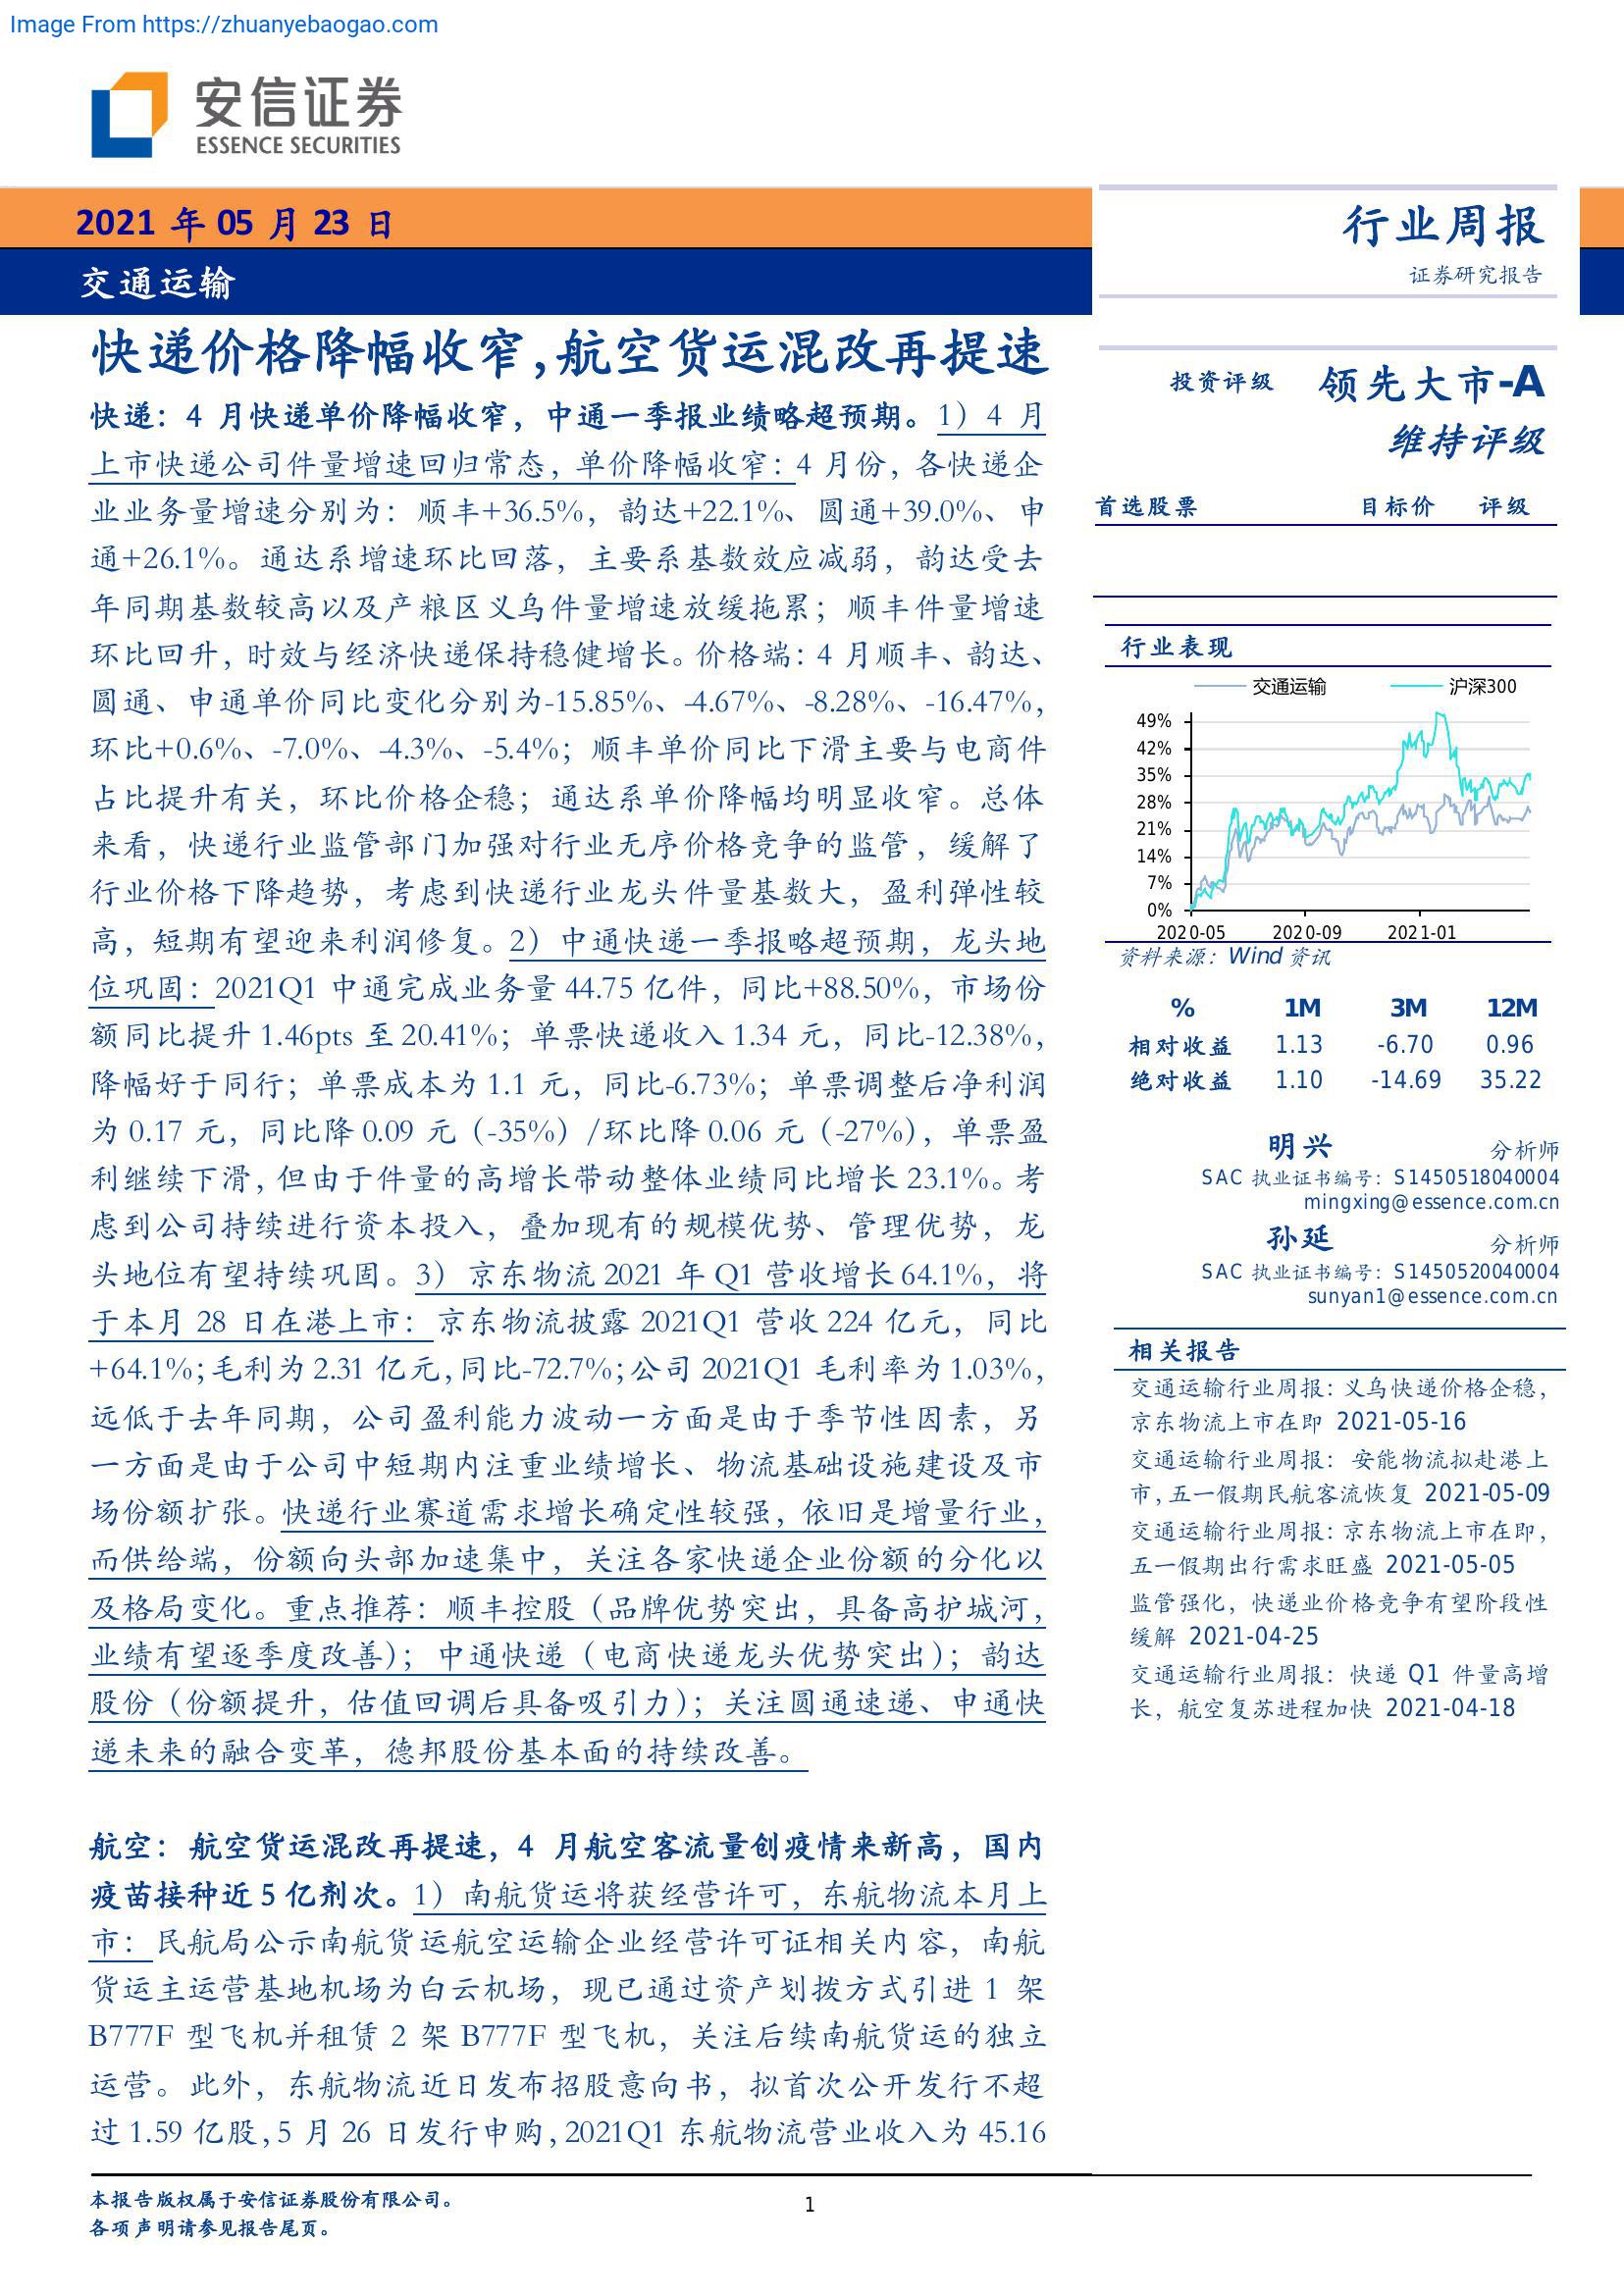 Image From https://zhuanyebaogao.com
安信证券
ESSENCE SECURITIES
2021 年 05 月 23 日
交通运输
行业周报
证券研究报告
快递价格降幅收窄,航空货运混改再提速
快递：4 月快递单价降幅收窄，中通一季报业绩略超预期。1）4 月
上市快递公司件量增速回归常态，单价降幅收窄：4 月份，各快递企
业业务量增速分别为：顺丰+36.5%，韵达+22.1%、圆通+39.0%、申
通+26.1%。通达系增速环比回落，主要系基数效应减弱，韵达受去
年同期基数较高以及产粮区义乌件量增速放缓拖累；顺丰件量增速
环比回升，时效与经济快递保持稳健增长。价格端：4 月顺丰、韵达、
圆通、申通单价同比变化分别为-15.85%、-4.67%、-8.28%、-16.47%，
环比+0.6%、-7.0%、-4.3%、-5.4%；顺丰单价同比下滑主要与电商件
占比提升有关，环比价格企稳；通达系单价降幅均明显收窄。总体
来看，快递行业监管部门加强对行业无序价格竞争的监管，缓解了
行业价格下降趋势，考虑到快递行业龙头件量基数大，盈利弹性较
高，短期有望迎来利润修复。2）中通快递一季报略超预期，龙头地
位巩固：2021Q1 中通完成业务量 44.75 亿件，同比+88.50%，市场份
额同比提升 1.46pts 至 20.41%；单票快递收入 1.34 元，同比-12.38%，
降幅好于同行；单票成本为 1.1 元，同比-6.73%；单票调整后净利润
为 0.17 元，同比降 0.09 元（-35%）/环比降 0.06 元（-27%），单票盈
利继续下滑，但由于件量的高增长带动整体业绩同比增长 23.1%。考
虑到公司持续进行资本投入，叠加现有的规模优势、管理优势，龙
头地位有望持续巩固。3）京东物流 2021 年 Q1 营收增长 64.1%，将
于本月 28 日在港上市：京东物流披露 2021Q1 营收 224 亿元，同比
+64.1%；毛利为 2.31 亿元，同比-72.7%；公司 2021Q1 毛利率为 1.03%，
远低于去年同期，公司盈利能力波动一方面是由于季节性因素，另
一方面是由于公司中短期内注重业绩增长、物流基础设施建设及市
场份额扩张。快递行业赛道需求增长确定性较强，依旧是增量行业，
而供给端，份额向头部加速集中，关注各家快递企业份额的分化以
及格局变化。重点推荐：顺丰控股（品牌优势突出，具备高护城河，
业绩有望逐季度改善）；中通快递（电商快递龙头优势突出）；韵达
股份（份额提升，估值回调后具备吸引力）；关注圆通速递、申通快
递未来的融合变革，德邦股份基本面的持续改善。
航空：航空货运混改再提速，4 月航空客流量创疫情来新高，国内
疫苗接种近 5 亿剂次。1）南航货运将获经营许可，东航物流本月上
市：民航局公示南航货运航空运输企业经营许可证相关内容，南航
货运主运营基地机场为白云机场，现已通过资产划拨方式引进 1 架
B777F 型飞机并租赁 2 架 B777F 型飞机，关注后续南航货运的独立
运营。此外，东航物流近日发布招股意向书，拟首次公开发行不超
过 1.59 亿股，5 月 26 日发行申购，2021Q1 东航物流营业收入为 45.16
投资评级 领先大市-A
维持评级
首选股票 目标价 评级
行业表现
交通运输 沪深300
49%
42%
35%
28%
21%
14%
7%
0%
2020-05 2020-09 2021-01
资料来源：Wind 资讯
% 1M 3M 12M
相对收益 1.13 -6.70 0.96
绝对收益 1.10 -14.69 35.22
明兴 分析师
SAC 执业证书编号：S1450518040004
mingxing@essence.com.cn
孙延 分析师
SAC 执业证书编号：S1450520040004
sunyan1@essence.com.cn
相关报告
交通运输行业周报：义乌快递价格企稳，
京东物流上市在即 2021-05-16
交通运输行业周报：安能物流拟赴港上
市，五一假期民航客流恢复 2021-05-09
交通运输行业周报：京东物流上市在即，
五一假期出行需求旺盛 2021-05-05
监管强化，快递业价格竞争有望阶段性
缓解 2021-04-25
交通运输行业周报：快递 Q1 件量高增
长，航空复苏进程加快 2021-04-18
本报告版权属于安信证券股份有限公司。
各项声明请参见报告尾页。
1